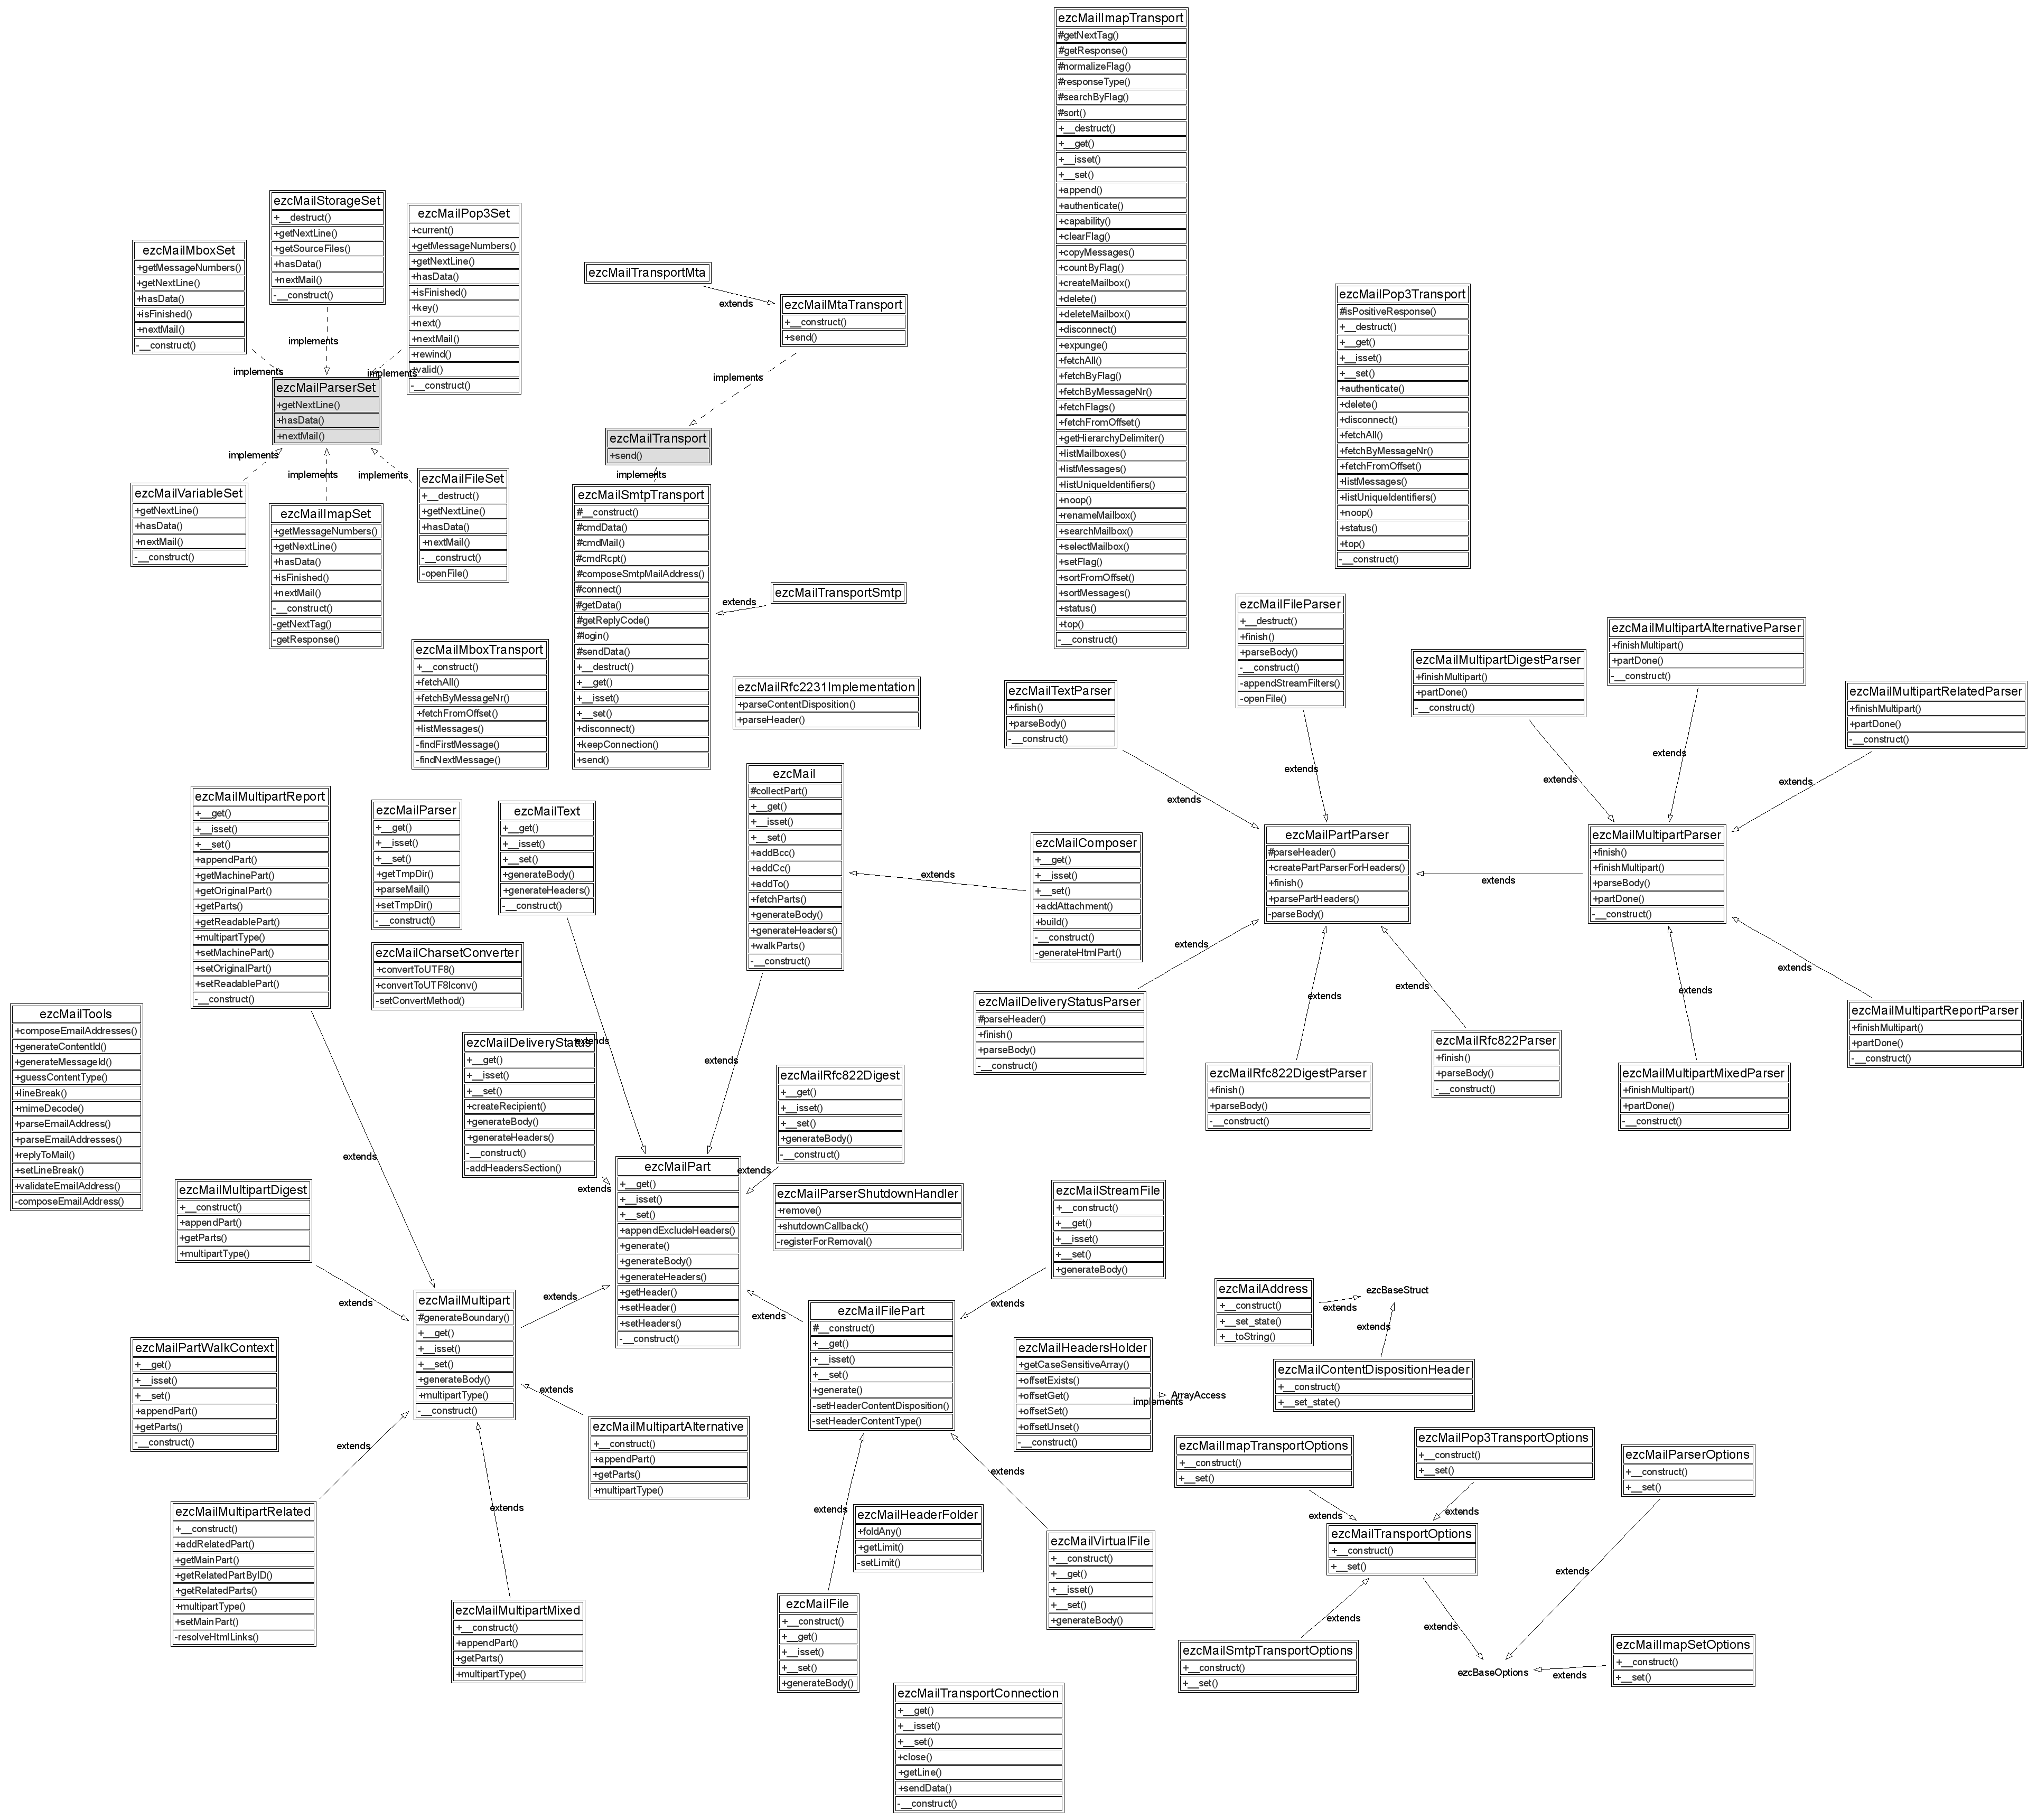 ezcMailImapTransport
#getNextTag()
#getResponse()
#normalizeFlag()
#responseType()
#searchByFlag()
#sort()
+__destruct()
+__get()
+__isset()
+__set()
+append()
+authenticate()
+capability()
+clearFlag()
+copyMessages()
+countByFlag()
+createMailbox()
+delete()
+deleteMailbox()
+disconnect()
+expunge()
+fetchAll()
+fetchByFlag()
+fetchByMessageNr()
+fetchFlags()
+fetchFromOffset()
+getHierarchyDelimiter()
+listMailboxes()
+listMessages()
+listUniqueIdentifiers()
+noop()
+renameMailbox()
+searchMailbox()
+selectMailbox()
+setFlag()
+sortFromOffset()
+sortMessages()
+status()
+top()
-__construct()
ezcMailStorageSet
+__destruct()
+getNextLine()
+getSourceFiles()
+hasData()
+nextMail()
-__construct()
ezcMailPop3Set
+current()
+getMessageNumbers()
+getNextLine()
+hasData()
+isFinished()
+key()
+next()
+nextMail()
+rewind()
+valid()
-__construct()
ezcMailMboxSet
+getMessageNumbers()
+getNextLine()
+hasData()
+isFinished()
+nextMail()
-__construct()
implements
implements
implements
ezcMailParserSet
+getNextLine()
+hasData()
+nextMail()
implements
implements
implements
ezcMailVariableSet
+getNextLine()
+hasData()
+nextMail()
-__construct()
ezcMailImapSet
+getMessageNumbers()
+getNextLine()
+hasData()
+isFinished()
+nextMail()
-__construct()
-getNextTag()
-getResponse()
ezcMailFileSet
+__destruct()
+getNextLine()
+hasData()
+nextMail()
-__construct()
-openFile()
ezcMailTransportMta
extends
ezcMailMtaTransport
+__construct()
+send()
implements
ezcMailTransport
+send()
implements
ezcMailSmtpTransport
#__construct()
#cmdData()
#cmdMail()
#cmdRcpt()
#composeSmtpMailAddress()
#connect()
#getData()
#getReplyCode()
#login()
#sendData()
+__destruct()
+__get()
+__isset()
+__set()
+disconnect()
+keepConnection()
+send()
extends
ezcMailTransportSmtp
ezcMailPop3Transport
#isPositiveResponse()
+__destruct()
+__get()
+__isset()
+__set()
+authenticate()
+delete()
+disconnect()
+fetchAll()
+fetchByMessageNr()
+fetchFromOffset()
+listMessages()
+listUniqueIdentifiers()
+noop()
+status()
+top()
-__construct()
ezcMailMboxTransport
+__construct()
+fetchAll()
+fetchByMessageNr()
+fetchFromOffset()
+listMessages()
-findFirstMessage()
-findNextMessage()
ezcMailRfc2231Implementation
+parseContentDisposition()
+parseHeader()
ezcMailFileParser
+__destruct()
+finish()
+parseBody()
-__construct()
-appendStreamFilters()
-openFile()
ezcMailTextParser
+finish()
+parseBody()
-__construct()
ezcMailMultipartDigestParser
+finishMultipart()
+partDone()
-__construct()
ezcMailMultipartAlternativeParser
+finishMultipart()
+partDone()
-__construct()
ezcMailMultipartRelatedParser
+finishMultipart()
+partDone()
-__construct()
extends
extends
extends
extends
extends
ezcMailPartParser
#parseHeader()
+createPartParserForHeaders()
+finish()
+parsePartHeaders()
-parseBody()
extends
ezcMailMultipartParser
+finish()
+finishMultipart()
+parseBody()
+partDone()
-__construct()
extends
extends
extends
extends
extends
ezcMailDeliveryStatusParser
#parseHeader()
+finish()
+parseBody()
-__construct()
ezcMailRfc822DigestParser
+finish()
+parseBody()
-__construct()
ezcMailRfc822Parser
+finish()
+parseBody()
-__construct()
ezcMailMultipartMixedParser
+finishMultipart()
+partDone()
-__construct()
ezcMailMultipartReportParser
+finishMultipart()
+partDone()
-__construct()
ezcMailMultipartReport
+__get()
+__isset()
+__set()
+appendPart()
+getMachinePart()
+getOriginalPart()
+getParts()
+getReadablePart()
+multipartType()
+setMachinePart()
+setOriginalPart()
+setReadablePart()
-__construct()
ezcMailParser
+__get()
+__isset()
+__set()
+getTmpDir()
+parseMail()
+setTmpDir()
-__construct()
ezcMailText
+__get()
+__isset()
+__set()
+generateBody()
+generateHeaders()
-__construct()
ezcMail
#collectPart()
+__get()
+__isset()
+__set()
+addBcc()
+addCc()
+addTo()
+fetchParts()
+generateBody()
+generateHeaders()
+walkParts()
-__construct()
extends
ezcMailComposer
+__get()
+__isset()
+__set()
+addAttachment()
+build()
-__construct()
-generateHtmlPart()
ezcMailCharsetConverter
+convertToUTF8()
+convertToUTF8Iconv()
-setConvertMethod()
ezcMailTools
+composeEmailAddresses()
+generateContentId()
+generateMessageId()
+guessContentType()
+lineBreak()
+mimeDecode()
+parseEmailAddress()
+parseEmailAddresses()
+replyToMail()
+setLineBreak()
+validateEmailAddress()
-composeEmailAddress()
ezcMailDeliveryStatus
+__get()
+__isset()
+__set()
+createRecipient()
+generateBody()
+generateHeaders()
-__construct()
-addHeadersSection()
extends
extends
ezcMailRfc822Digest
+__get()
+__isset()
+__set()
+generateBody()
-__construct()
extends
extends
extends
ezcMailPart
+__get()
+__isset()
+__set()
+appendExcludeHeaders()
+generate()
+generateBody()
+generateHeaders()
+getHeader()
+setHeader()
+setHeaders()
-__construct()
ezcMailParserShutdownHandler
+remove()
+shutdownCallback()
-registerForRemoval()
ezcMailStreamFile
+__construct()
+__get()
+__isset()
+__set()
+generateBody()
ezcMailMultipartDigest
+__construct()
+appendPart()
+getParts()
+multipartType()
extends
extends
extends
extends
ezcMailMultipart
#generateBoundary()
+__get()
+__isset()
+__set()
+generateBody()
+multipartType()
-__construct()
ezcMailFilePart
#__construct()
+__get()
+__isset()
+__set()
+generate()
-setHeaderContentDisposition()
-setHeaderContentType()
ezcMailAddress
+__construct()
+__set_state()
+__toString()
extends
ezcBaseStruct
extends
ezcMailContentDispositionHeader
+__construct()
+__set_state()
ezcMailHeadersHolder
+getCaseSensitiveArray()
+offsetExists()
+offsetGet()
+offsetSet()
+offsetUnset()
-__construct()
implements
ArrayAccess
ezcMailPartWalkContext
+__get()
+__isset()
+__set()
+appendPart()
+getParts()
-__construct()
extends
extends
ezcMailMultipartAlternative
+__construct()
+appendPart()
+getParts()
+multipartType()
extends
extends
extends
extends
ezcMailMultipartRelated
+__construct()
+addRelatedPart()
+getMainPart()
+getRelatedPartByID()
+getRelatedParts()
+multipartType()
+setMainPart()
-resolveHtmlLinks()
ezcMailMultipartMixed
+__construct()
+appendPart()
+getParts()
+multipartType()
ezcMailHeaderFolder
+foldAny()
+getLimit()
-setLimit()
ezcMailVirtualFile
+__construct()
+__get()
+__isset()
+__set()
+generateBody()
ezcMailFile
+__construct()
+__get()
+__isset()
+__set()
+generateBody()
ezcMailImapTransportOptions
+__construct()
+__set()
ezcMailPop3TransportOptions
+__construct()
+__set()
ezcMailParserOptions
+__construct()
+__set()
extends
extends
ezcMailTransportOptions
+__construct()
+__set()
extends
extends
extends
ezcMailSmtpTransportOptions
+__construct()
+__set()
ezcBaseOptions
extends
ezcMailImapSetOptions
+__construct()
+__set()
ezcMailTransportConnection
+__get()
+__isset()
+__set()
+close()
+getLine()
+sendData()
-__construct()